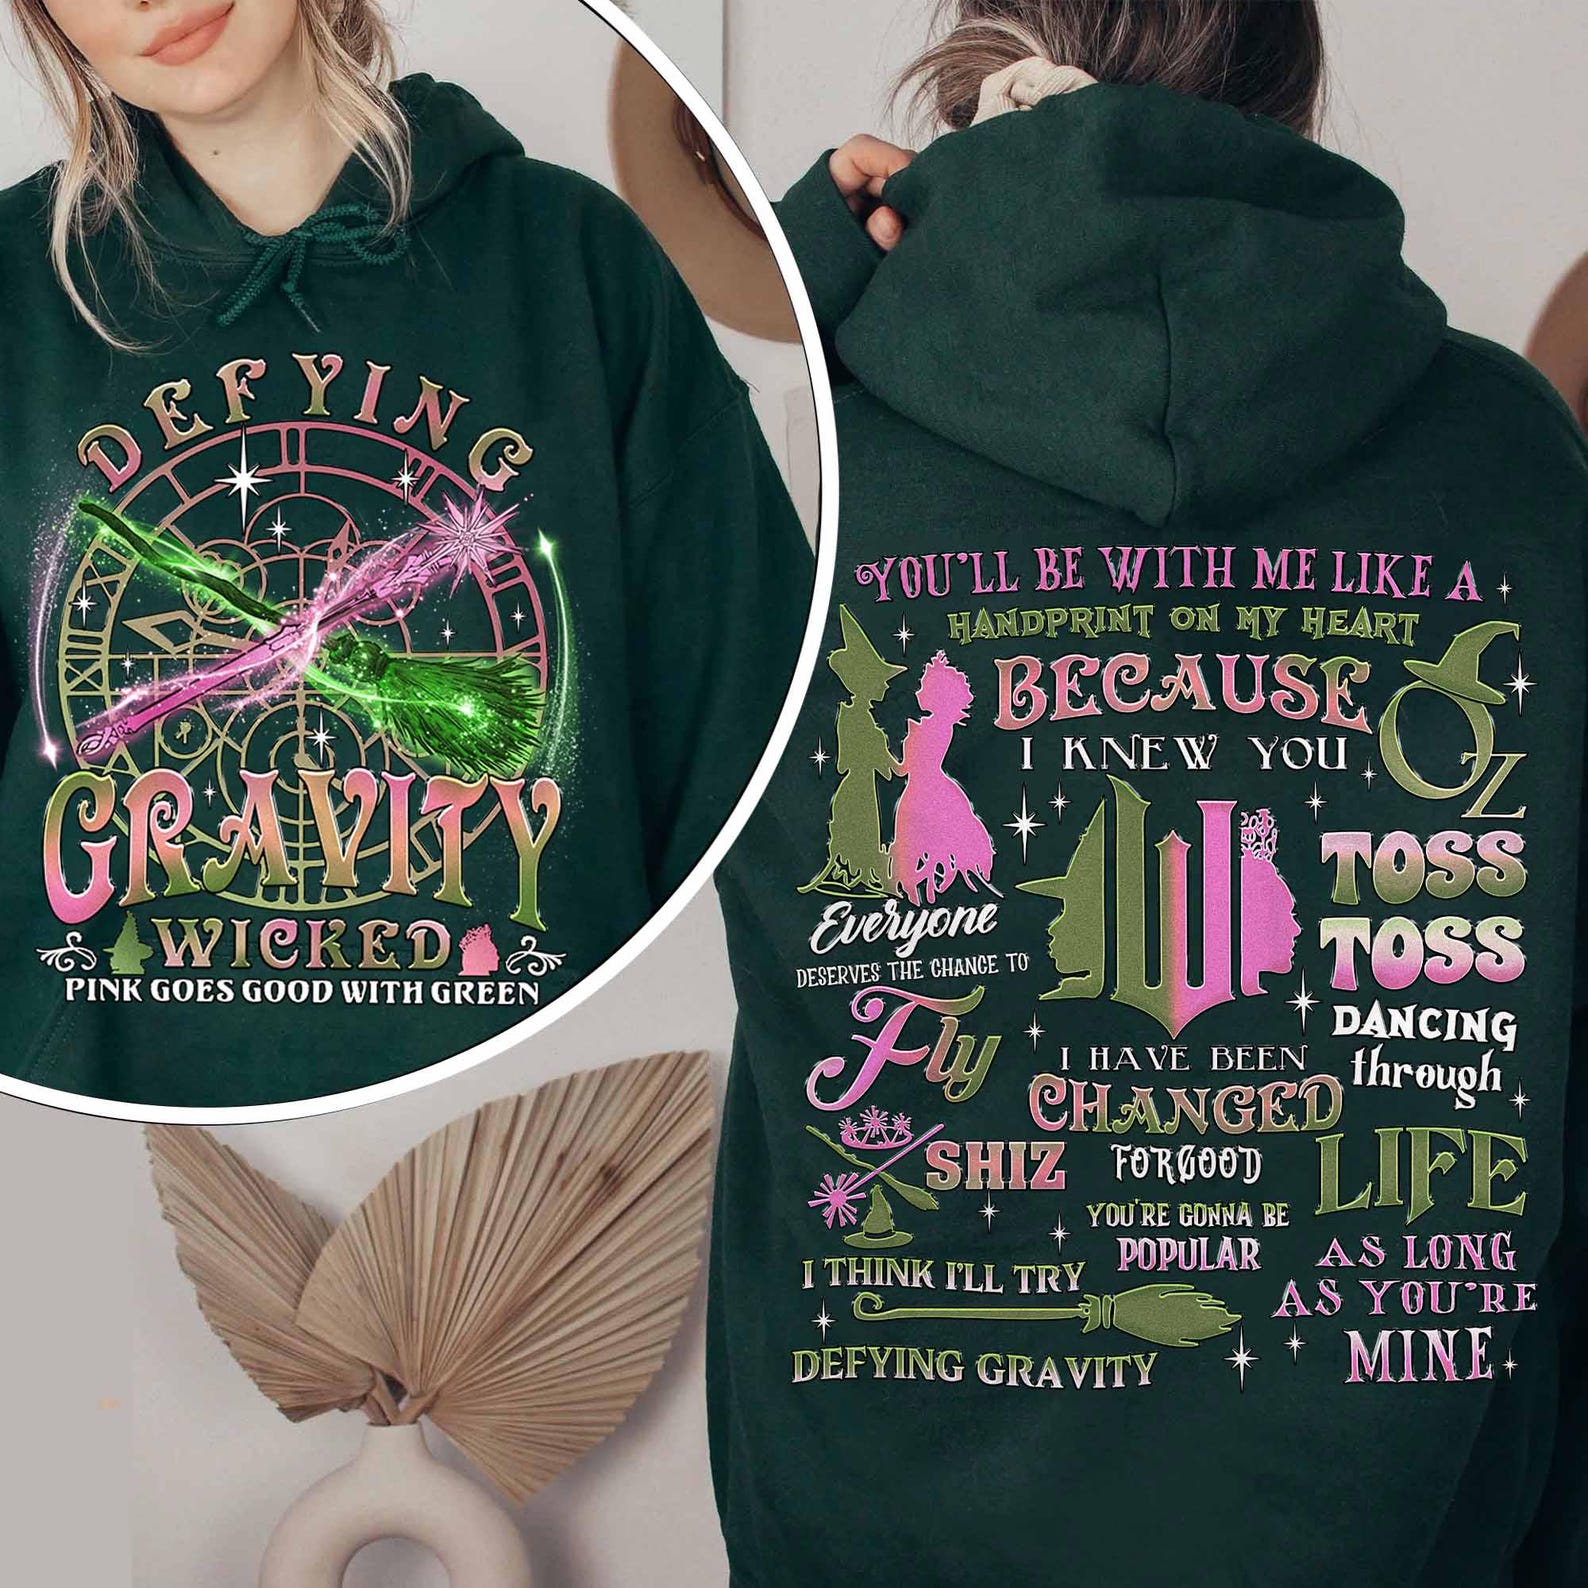 DEFYING
GRAVITY
WICKED
PINK GOES GOOD WITH GREEN
YOU'LL BE WITH ME LIKE A
HANDPRINT ON MY HEART
BECAUSE
I KNEW YOU
OZ
Everyone
DESERVES THE CHANCE TO
Fly
W
TOSS
TOSS
DANCING
through
LIFE
I HAVE BEEN
CHANGED
FOR GOOD
SHIZ
YOU'RE GONNA BE
POPULAR
I THINK I'LL TRY
DEFYING GRAVITY
AS LONG
AS YOU'RE
MINE